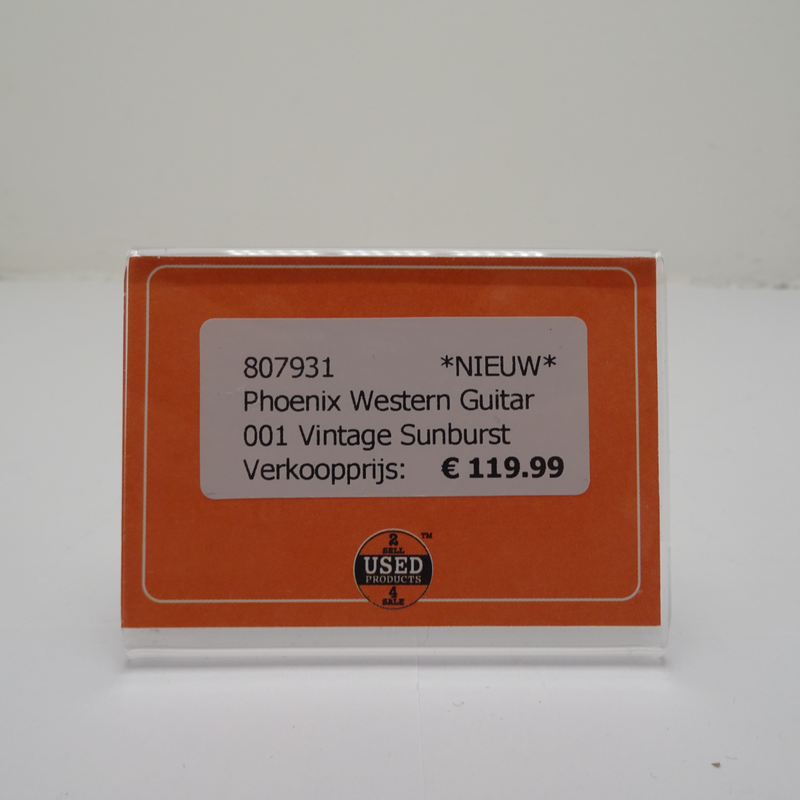 807931 *NIEUW*
Phoenix Western Guitar
001 Vintage Sunburst
Verkoopprijs: € 119.99
2
SELL
TM
USED
PRODUCTS
4
SALE